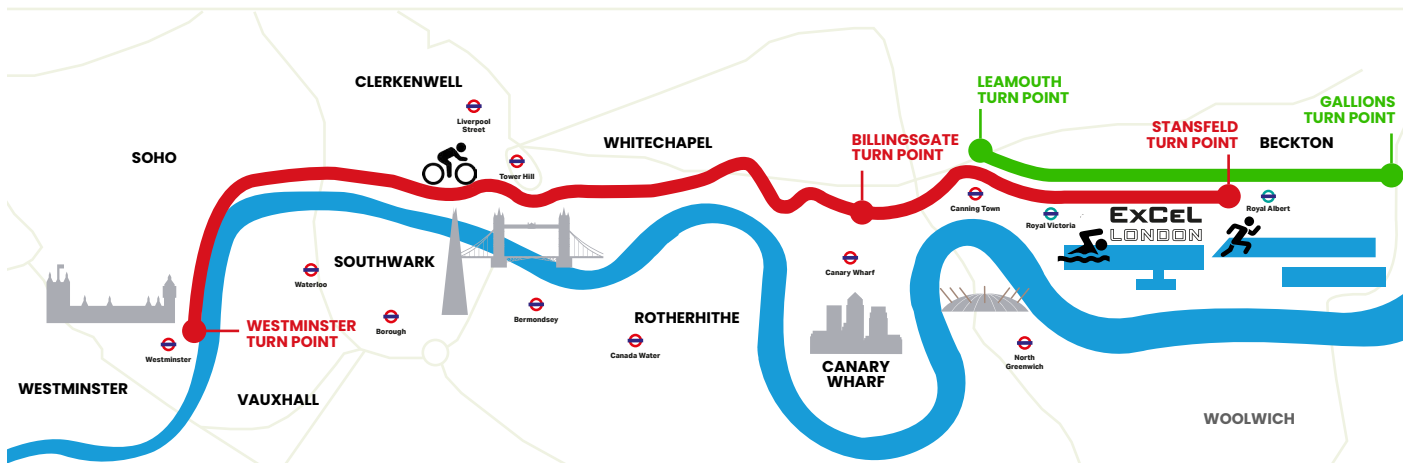 CLERKENWELL
Liverpool
Street
SOHO
Tower Hill
WHITECHAPEL
BILLINGSGATE
TURN POINT
LEAMOUTH
TURN POINT
STANSFELD
TURN POINT
GALLIONS
TURN POINT
BECKTON
Canning Town
Royal Victoria
EXCEL
LONDON
Royal Albert
SOUTHWARK
Waterloo
Borough
Bermondsey
ROTHERHITHE
Canada Water
Canary Wharf
CANARY
WHARF
North
Greenwich
WESTMINSTER
TURN POINT
Westminster
WESTMINSTER
VAUXHALL
WOOLWICH